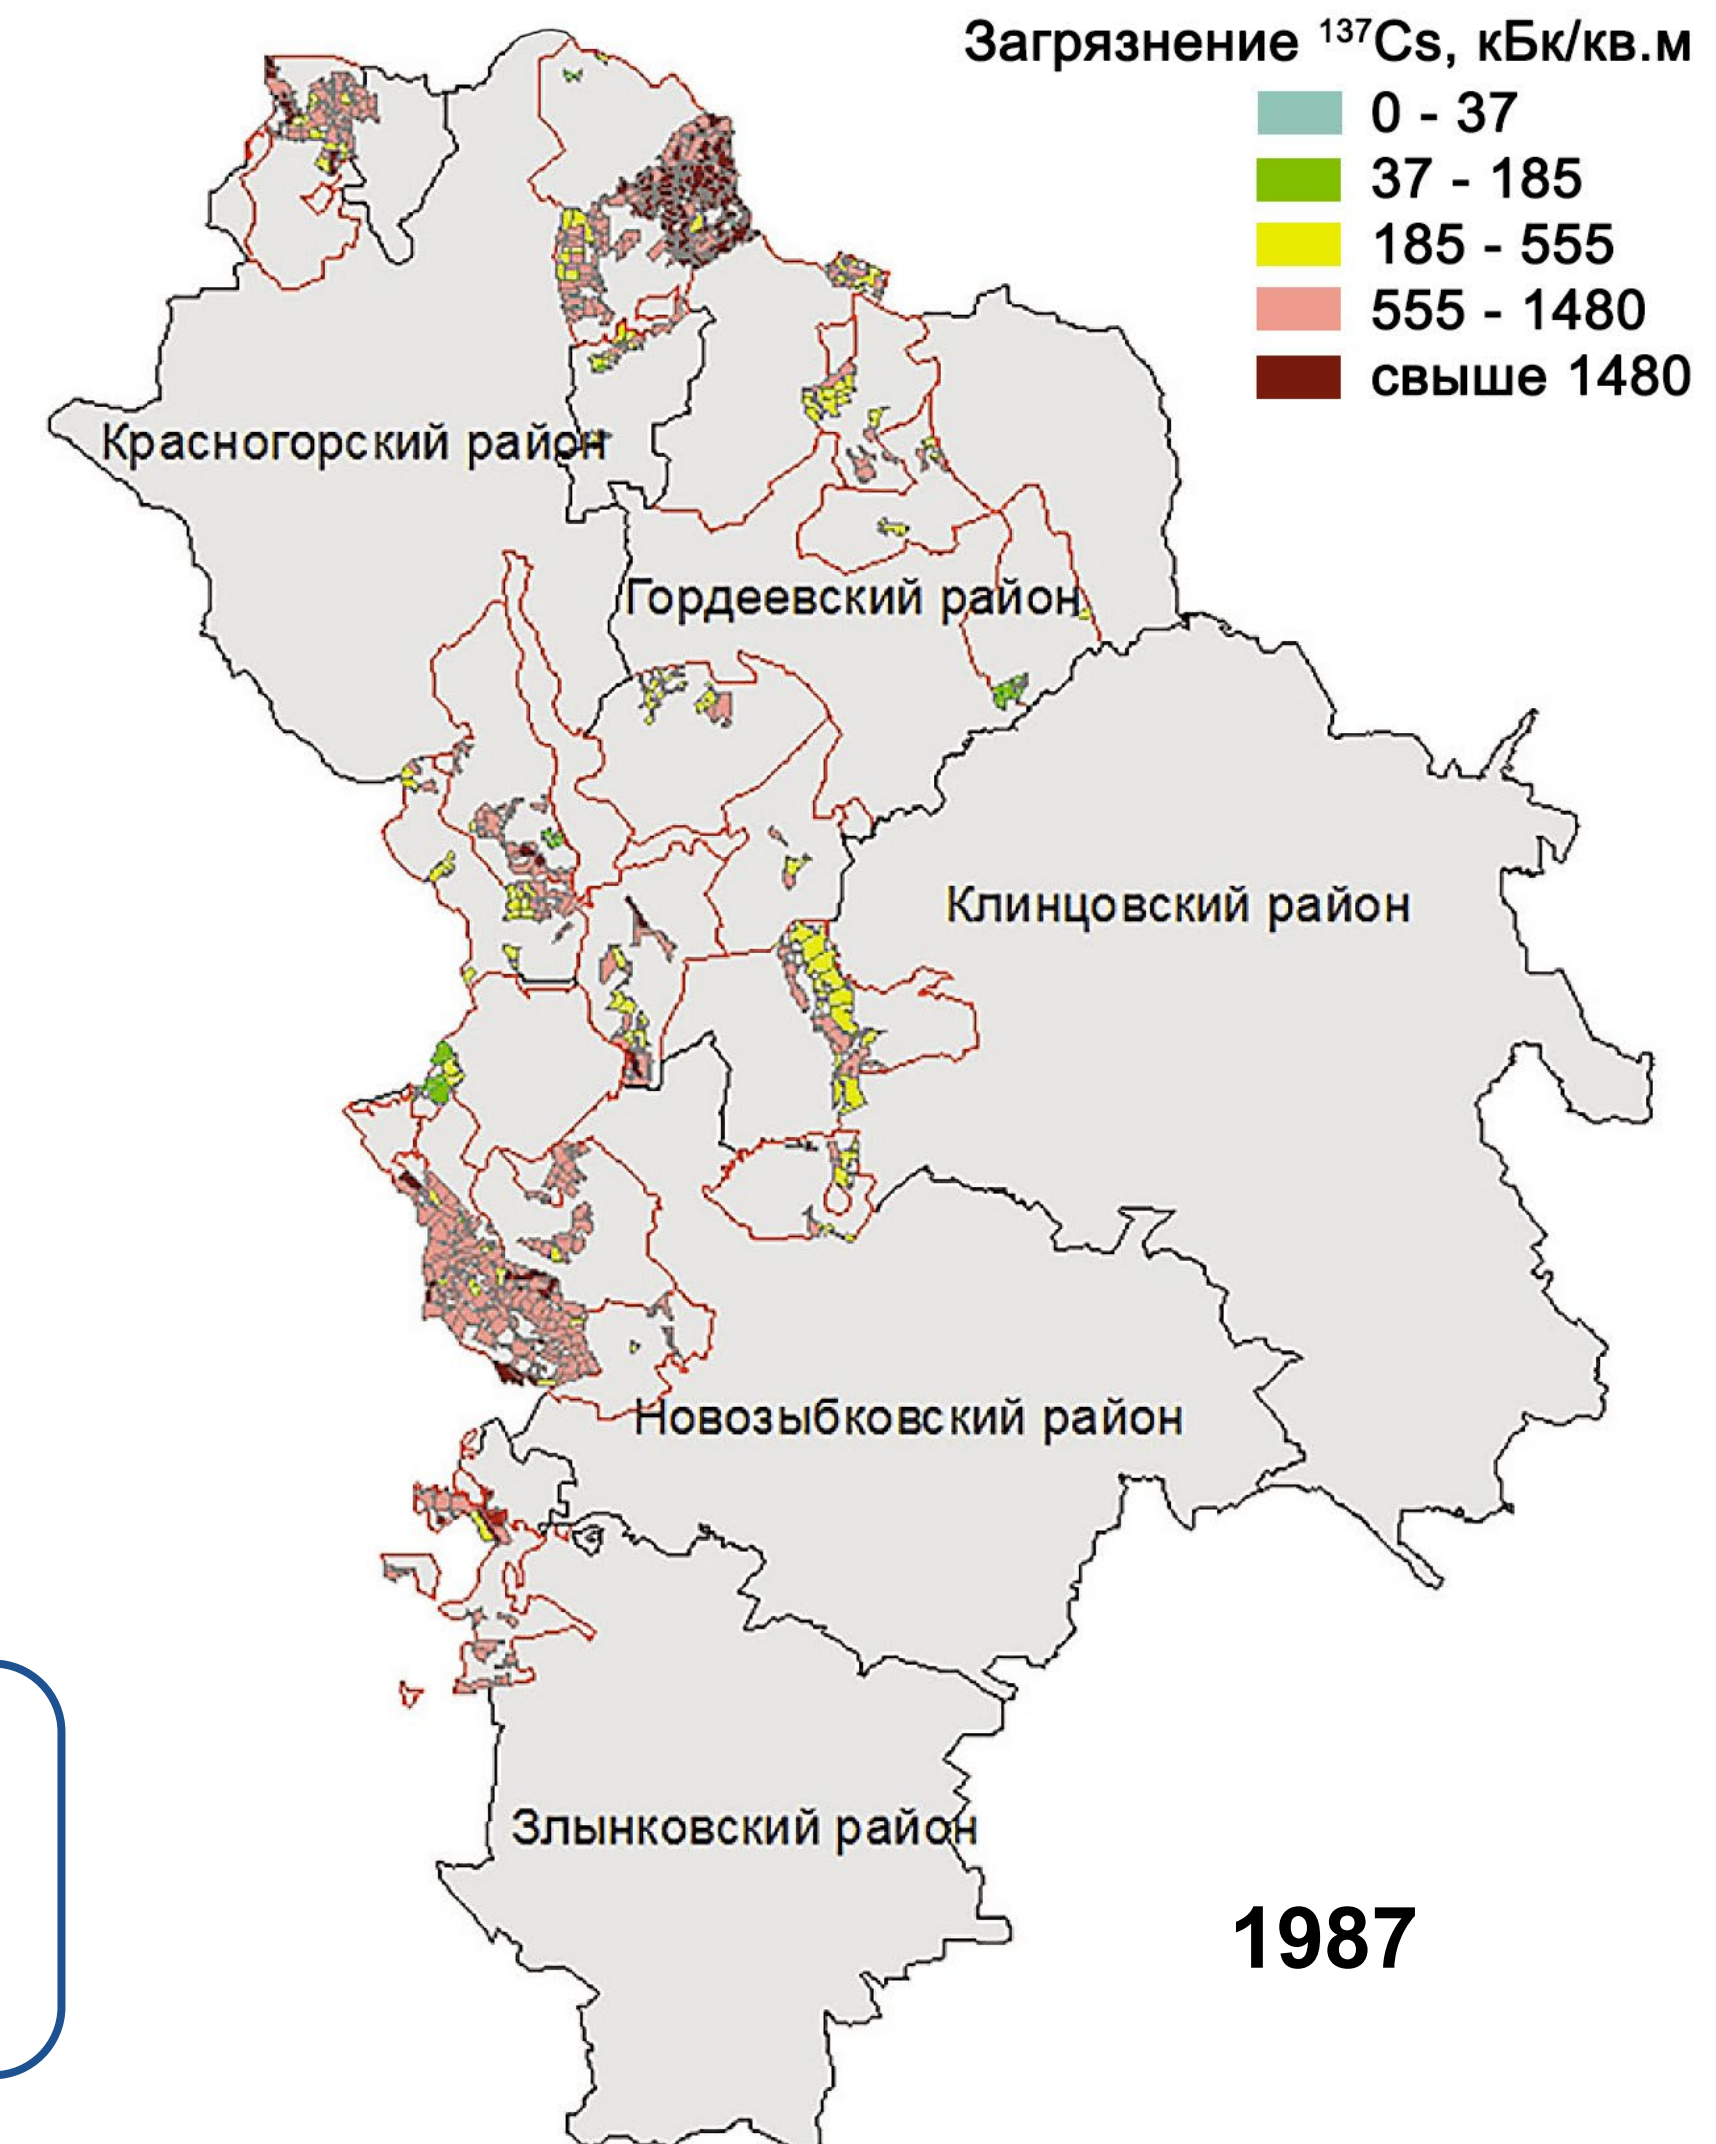 Загрязнение ¹³⁷Cs, кБк/кв.м
0 - 37
37 - 185
185 - 555
555 - 1480
свыше 1480
Красногорский район
Гордеевский район
Клинцовский район
Новозыбковский район
Злынковский район
1987